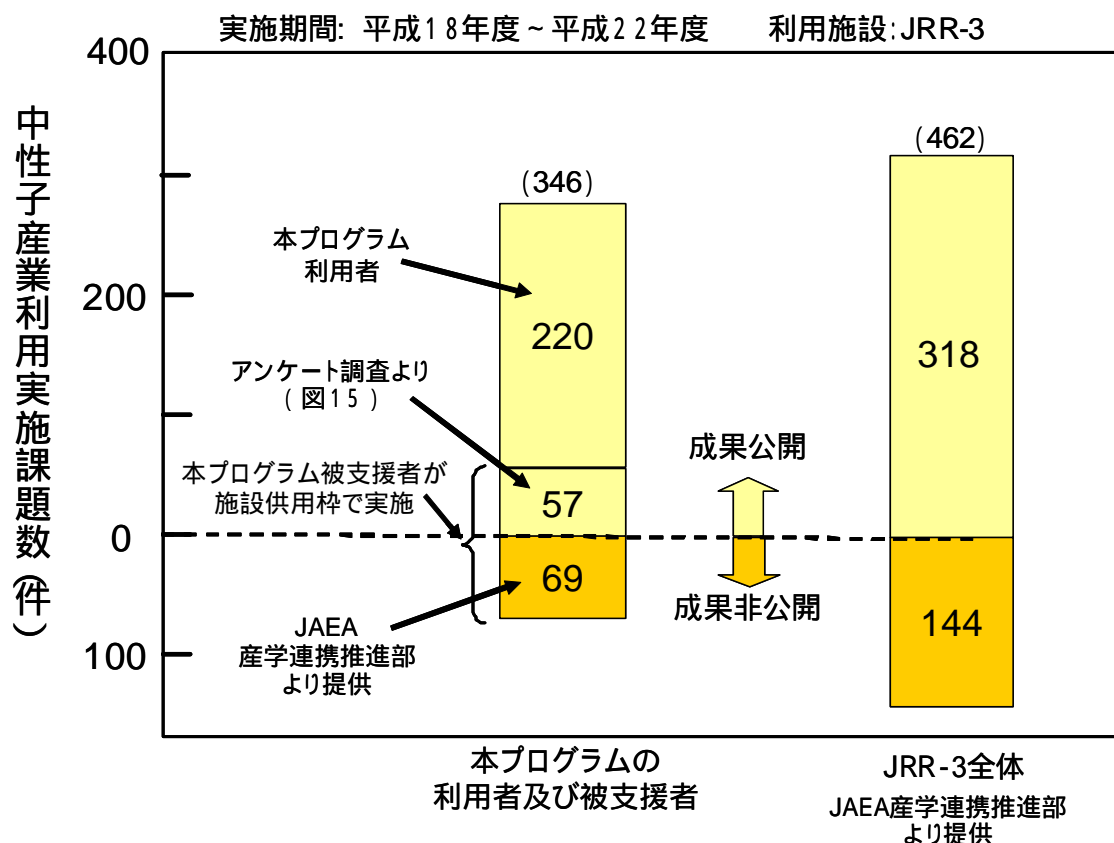 実施期間: 平成18年度~平成22年度 利用施設:JRR-3
中性子産業利用実施課題数(件)
400
200
0
100
(346)
(462)
本プログラム
利用者
220
318
アンケート調査より
(図15)
本プログラム被支援者が
施設供用枠で実施
57
成果公開
69
成果非公開
144
JAEA
産学連携推進部
より提供
本プログラムの
利用者及び被支援者
JRR-3全体
JAEA産学連携推進部
より提供